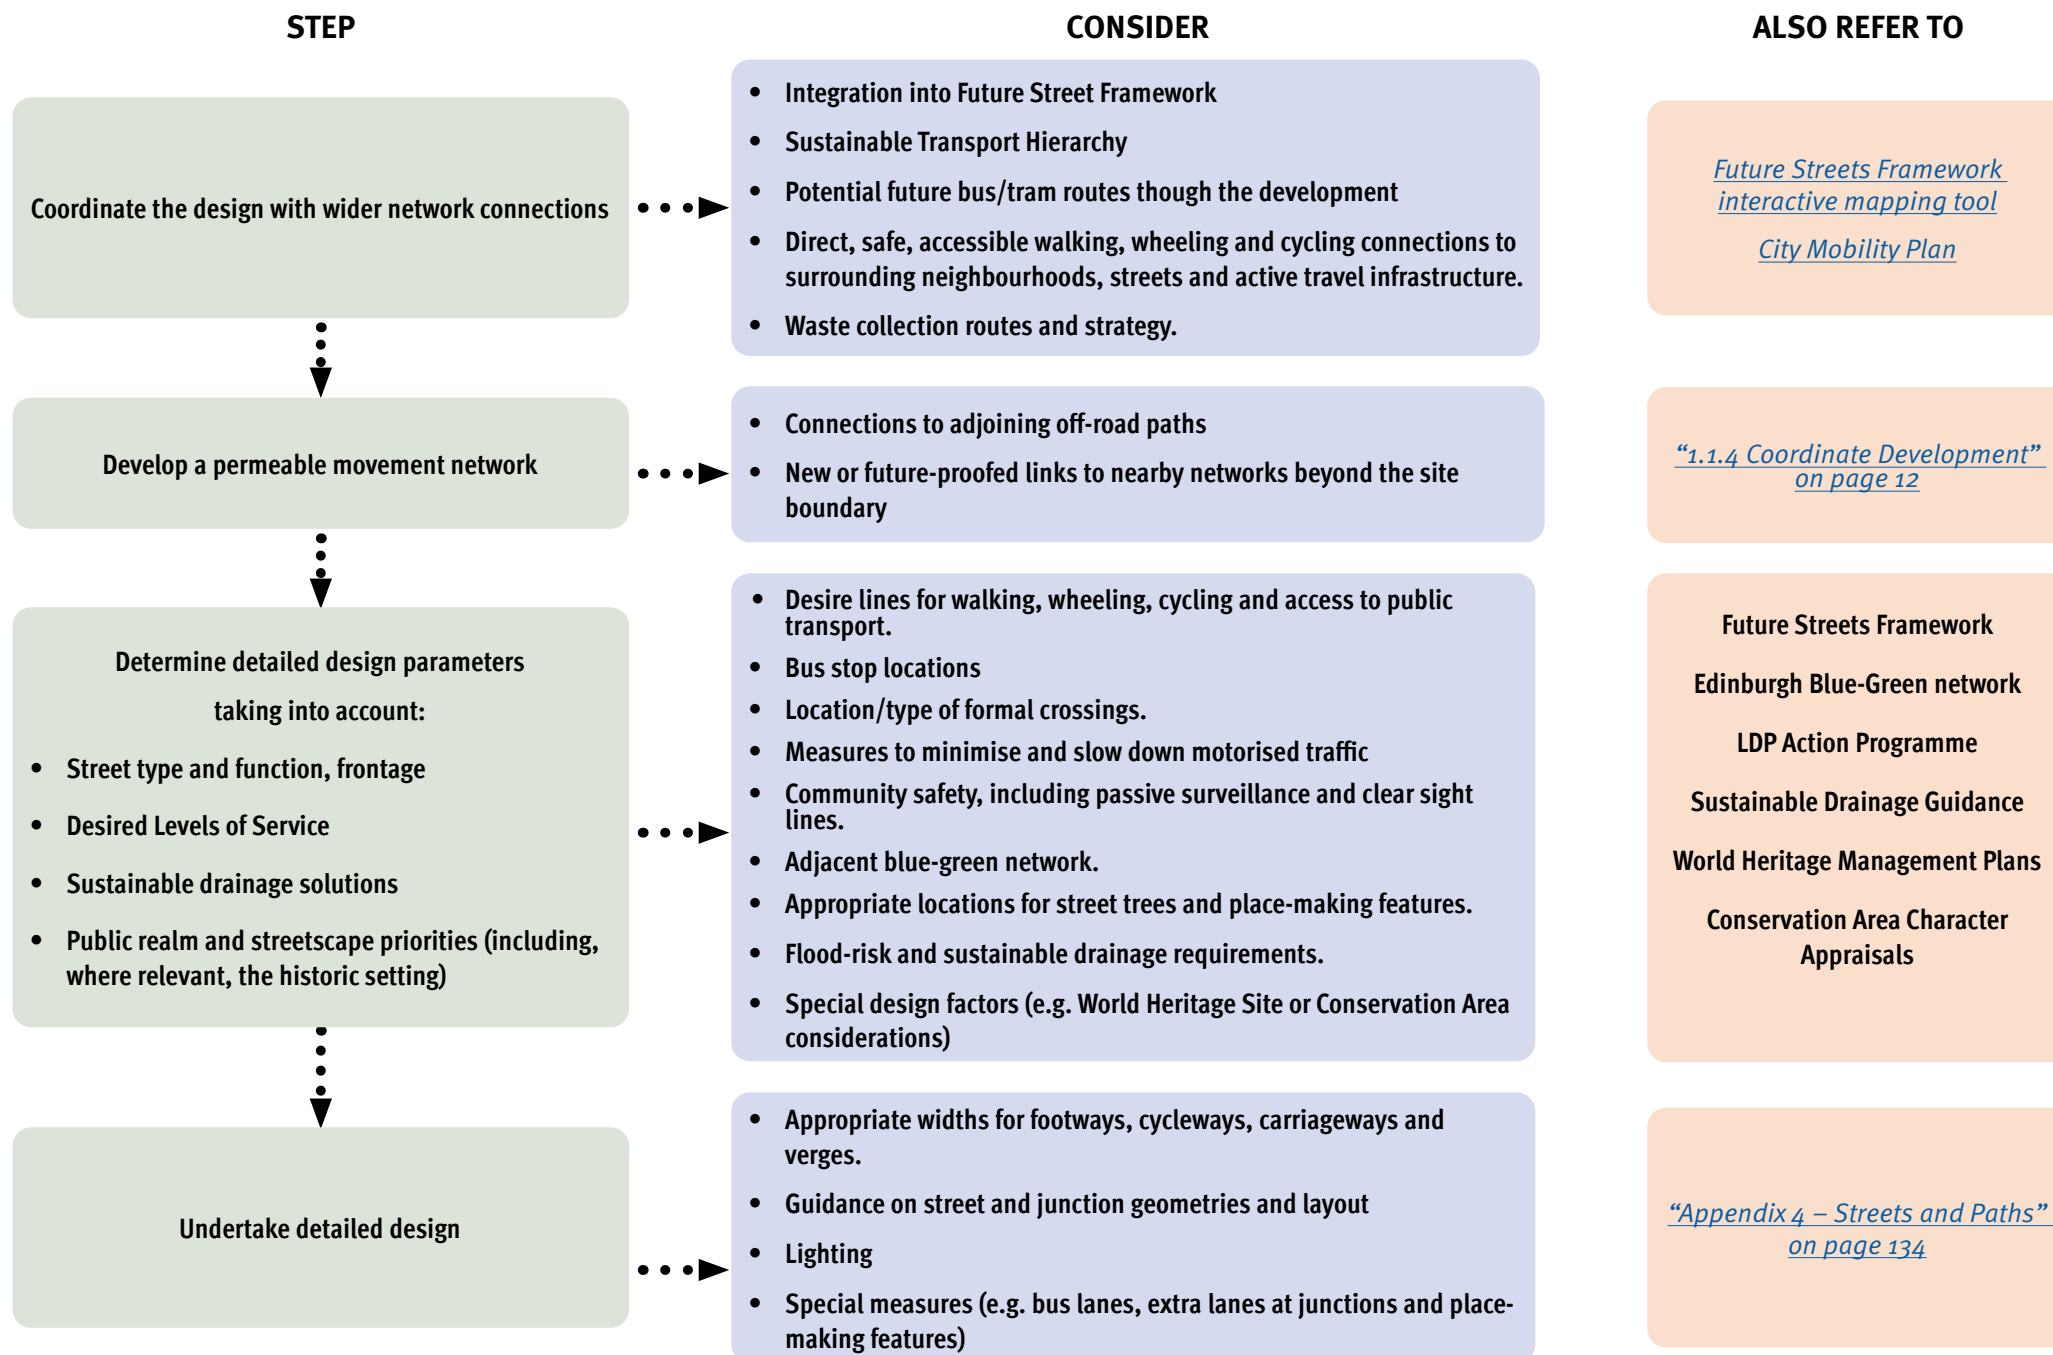 STEP
CONSIDER
ALSO REFER TO
Coordinate the design with wider network connections
• Integration into Future Street Framework
• Sustainable Transport Hierarchy
• Potential future bus/tram routes though the development
• Direct, safe, accessible walking, wheeling and cycling connections to
surrounding neighbourhoods, streets and active travel infrastructure.
• Waste collection routes and strategy.
Future Streets Framework
interactive mapping tool
City Mobility Plan
Develop a permeable movement network
• Connections to adjoining off-road paths
• New or future-proofed links to nearby networks beyond the site
boundary
“1.1.4 Coordinate Development”
on page 12
Determine detailed design parameters
taking into account:
• Street type and function, frontage
• Desired Levels of Service
• Sustainable drainage solutions
• Public realm and streetscape priorities (including,
where relevant, the historic setting)
• Desire lines for walking, wheeling, cycling and access to public
transport.
• Bus stop locations
• Location/type of formal crossings.
• Measures to minimise and slow down motorised traffic
• Community safety, including passive surveillance and clear sight
lines.
• Adjacent blue-green network.
• Appropriate locations for street trees and place-making features.
• Flood-risk and sustainable drainage requirements.
• Special design factors (e.g. World Heritage Site or Conservation Area
considerations)
Future Streets Framework
Edinburgh Blue-Green network
LDP Action Programme
Sustainable Drainage Guidance
World Heritage Management Plans
Conservation Area Character
Appraisals
Undertake detailed design
• Appropriate widths for footways, cycleways, carriageways and
verges.
• Guidance on street and junction geometries and layout
• Lighting
• Special measures (e.g. bus lanes, extra lanes at junctions and place-
making features)
“Appendix 4 – Streets and Paths”
on page 134